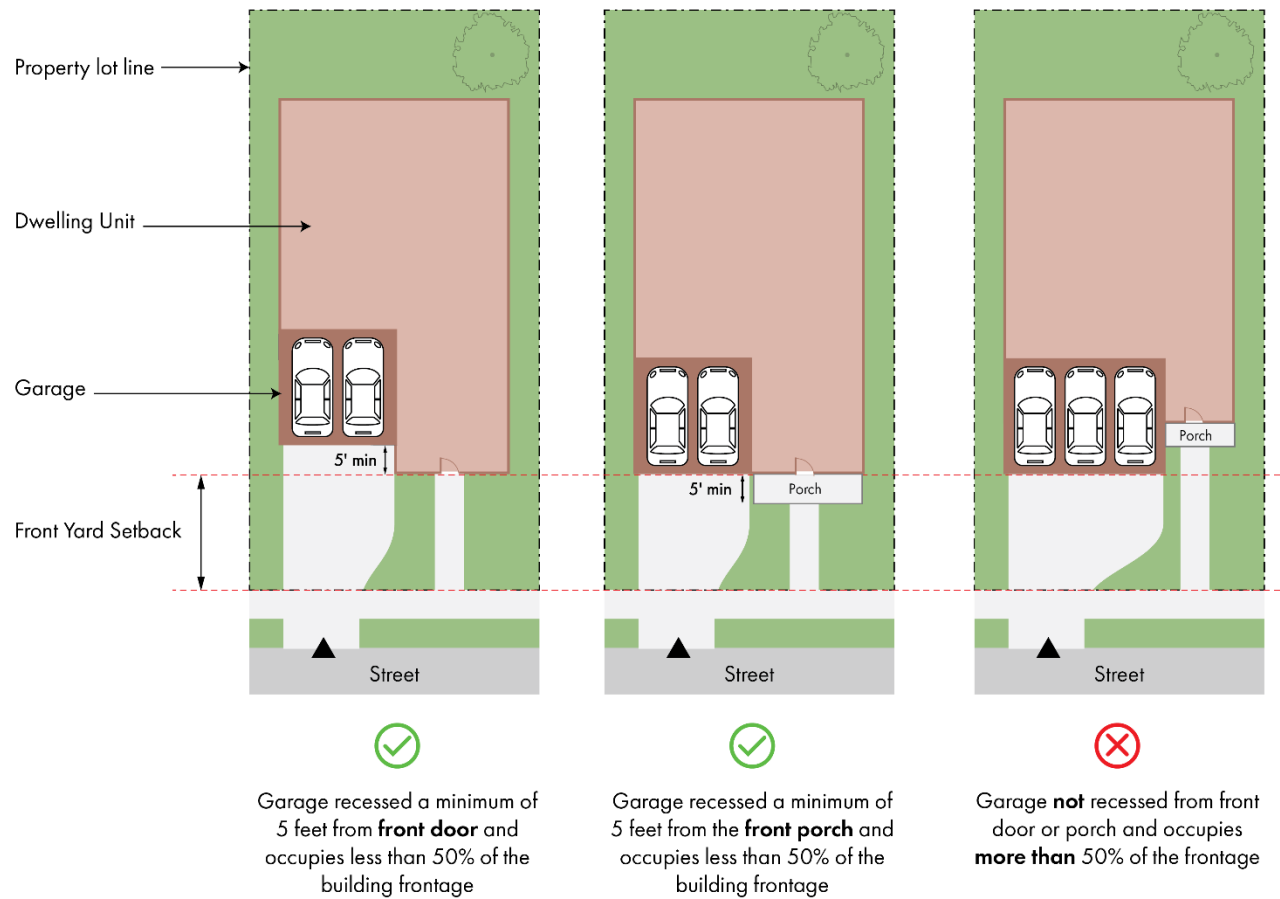 Property lot line
Dwelling Unit
Garage
5' min
Front Yard Setback
Street
Garage recessed a minimum of
5 feet from front door and
occupies less than 50% of the
building frontage
5' min
Porch
Street
Garage recessed a minimum of
5 feet from the front porch and
occupies less than 50% of the
building frontage
Porch
Street
Garage not recessed from front
door or porch and occupies
more than 50% of the frontage